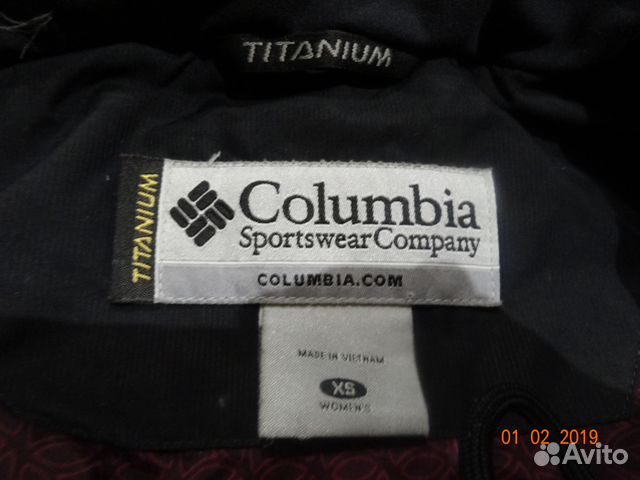 TITANIUM
TITANIUM
Columbia
Sportswear Company
COLUMBIA.COM
MADE IN VIETNAM
XS
WOMEN'S
01 02 2019
Avito